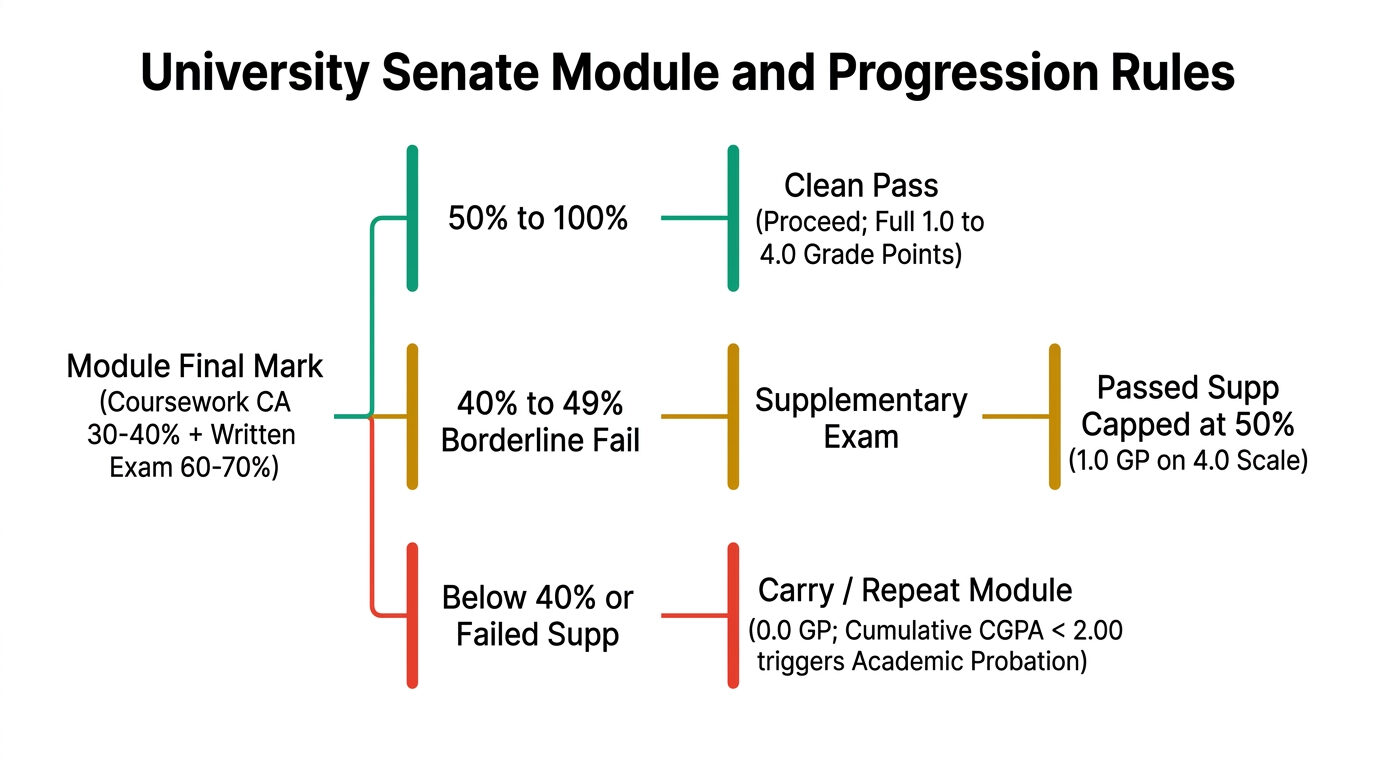 University Senate Module and Progression Rules
50% to 100%
Clean Pass
(Proceed; Full 1.0 to
4.0 Grade Points)
Module Final Mark
(Coursework CA
30-40% + Written
Exam 60-70%)
40% to 49%
Borderline Fail
Supplementary
Exam
Passed Supp
Capped at 50%
(1.0 GP on 4.0 Scale)
Below 40% or
Failed Supp
Carry / Repeat Module
(0.0 GP; Cumulative CGPA < 2.00
triggers Academic Probation)